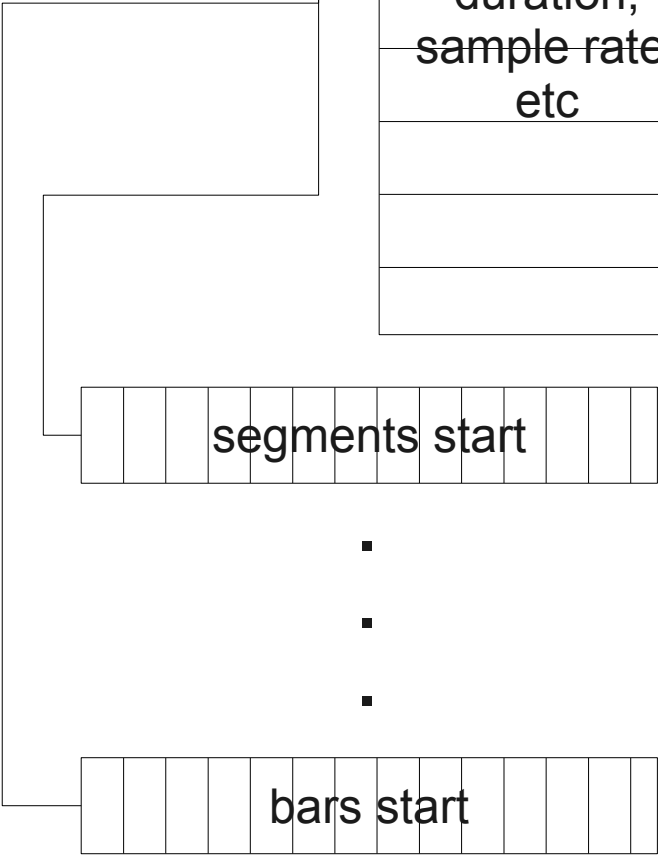 duration,
sample rate
etc
segments start
bars start